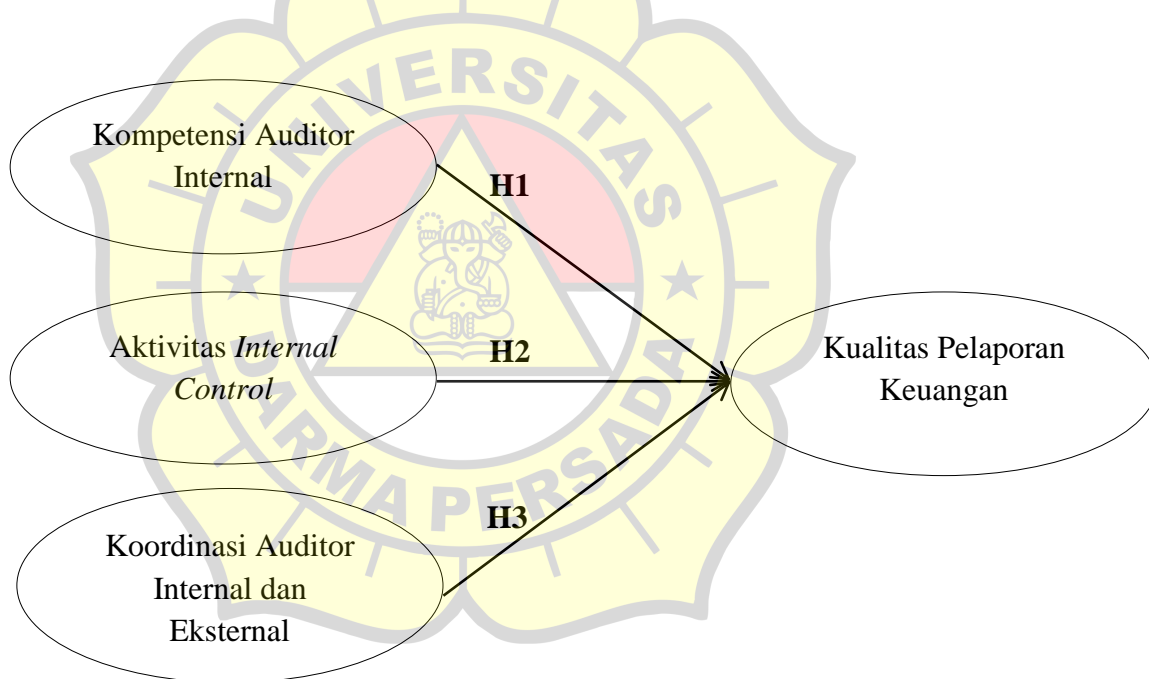 UNIVERSITAS
DARMA PERSADA
Kompetensi Auditor
Internal
H1
Aktivitas Internal
Control
H2
Kualitas Pelaporan
Keuangan
H3
Koordinasi Auditor
Internal dan
Eksternal